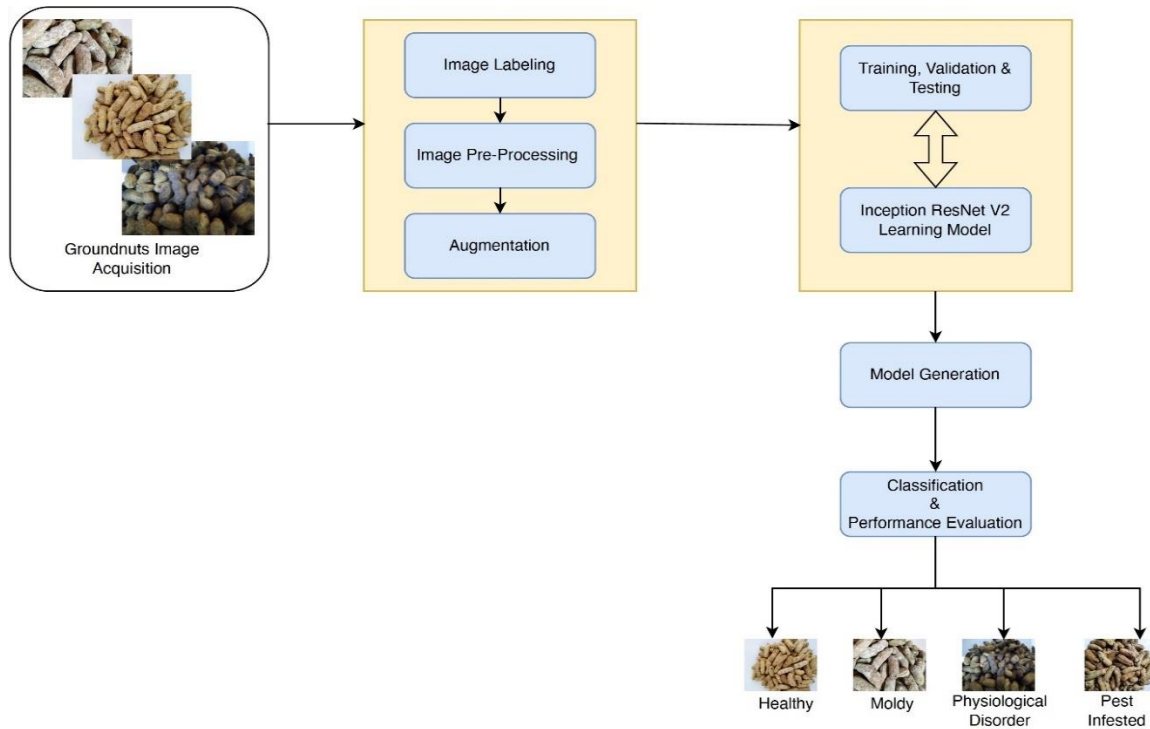 Groundnuts Image
Acquisition
Image Labeling
Image Pre-Processing
Augmentation
Training, Validation &
Testing
Inception ResNet V2
Learning Model
Model Generation
Classification
&
Performance Evaluation
Healthy
Moldy
Physiological
Disorder
Pest
Infested